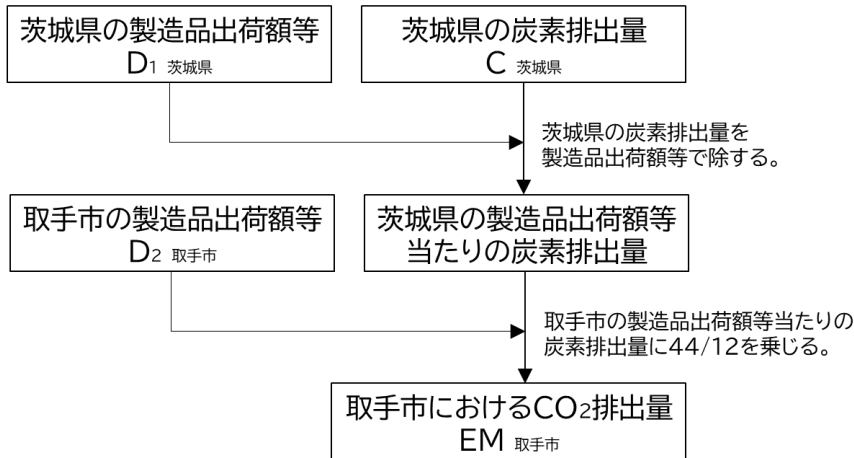 茨城県の製造品出荷額等
D1 茨城県
茨城県の炭素排出量
C 茨城県
茨城県の炭素排出量を
製造品出荷額等で除する。
取手市の製造品出荷額等
D2 取手市
茨城県の製造品出荷額等
当たりの炭素排出量
取手市の製造品出荷額等当たりの
炭素排出量に44/12を乗じる。
取手市におけるCO2排出量
EM 取手市